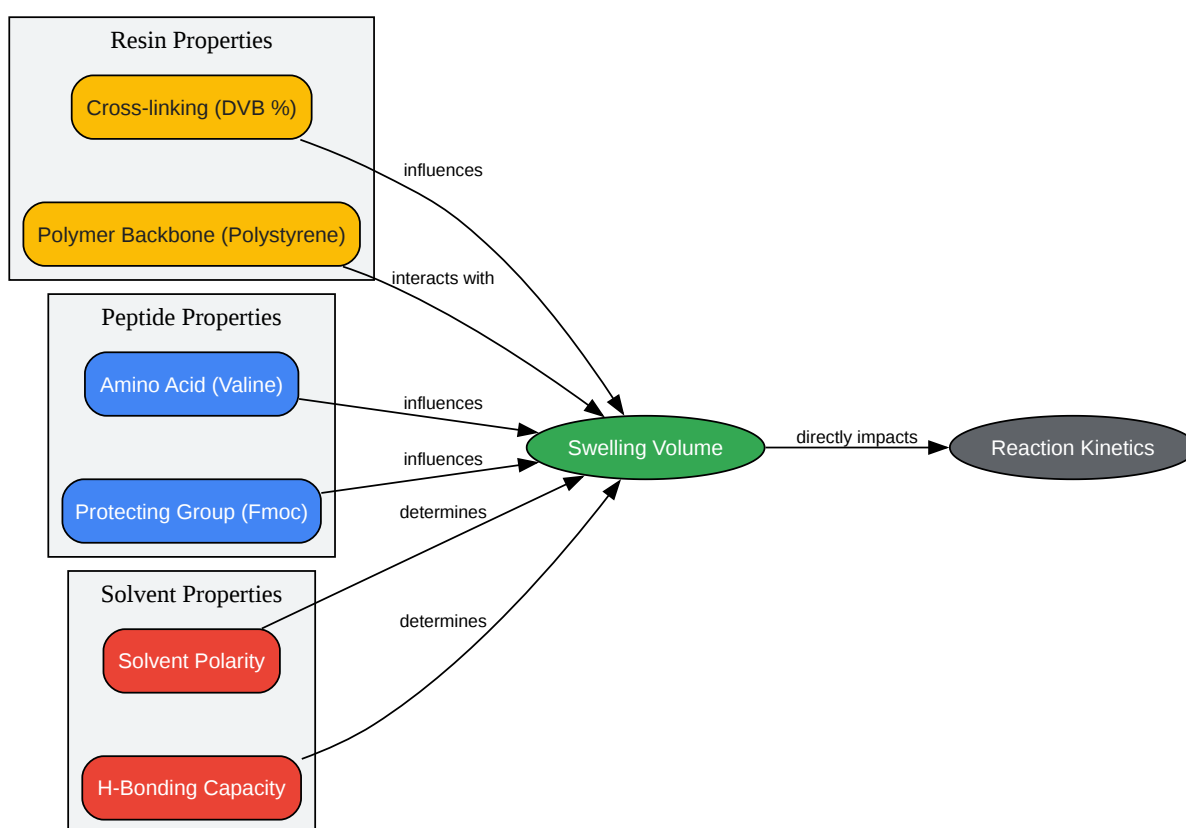 Resin Properties
Cross-linking (DVB %)
influences
Polymer Backbone (Polystyrene)
interacts with
Peptide Properties
Amino Acid (Valine)
influences
Protecting Group (Fmoc)
influences
Swelling Volume
directly impacts
Reaction Kinetics
determines
Solvent Properties
Solvent Polarity
determines
H-Bonding Capacity